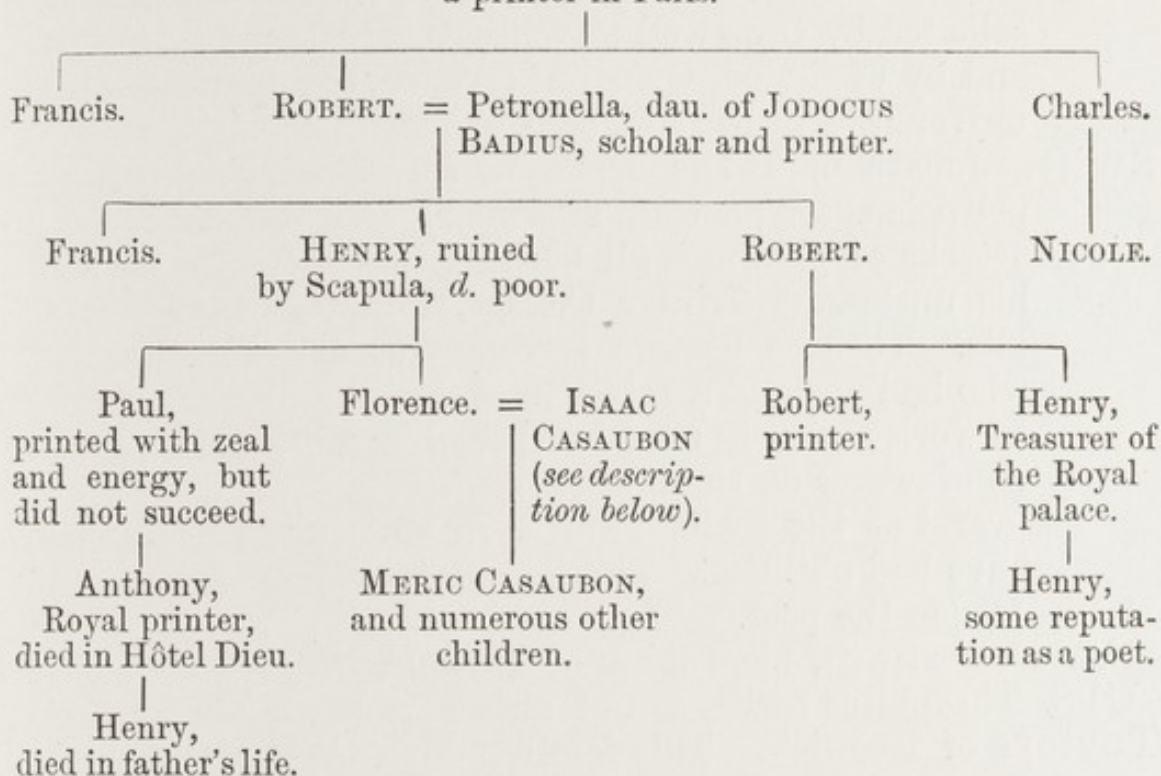 a printer in Paris.
Francis. ROBERT. = Petronella, dau. of JODOCUS Charles.
BADIUS, scholar and printer.
Francis. HENRY, ruined ROBERT. NICOLE.
by Scapula, d. poor.
Paul, Florence. = ISAAC Robert, Henry,
printed with zeal CASAUBON printer. Treasurer of
and energy, but (see descrip- the Royal
did not succeed. tion below). palace.
Anthony, MERIC CASAUBON, Henry,
Royal printer, and numerous other some reputa-
died in Hôtel Dieu. children. tion as a poet.
Henry,
died in father's life.